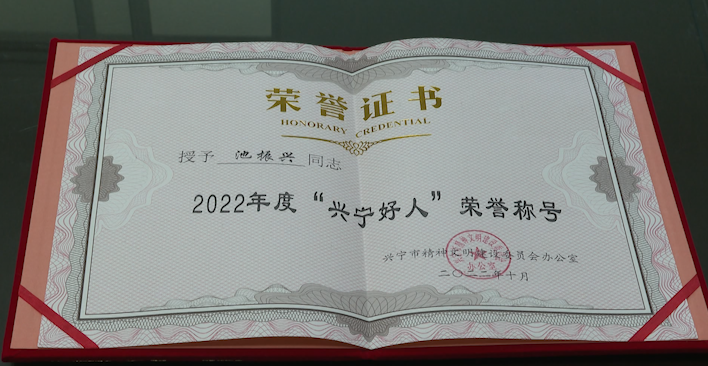 荣誉证书
HONORARY CREDENTIAL
授予 池振兴 同志
2022年度“兴宁好人”荣誉称号
兴宁市精神文明建设委员会办公室
二〇二二年十月